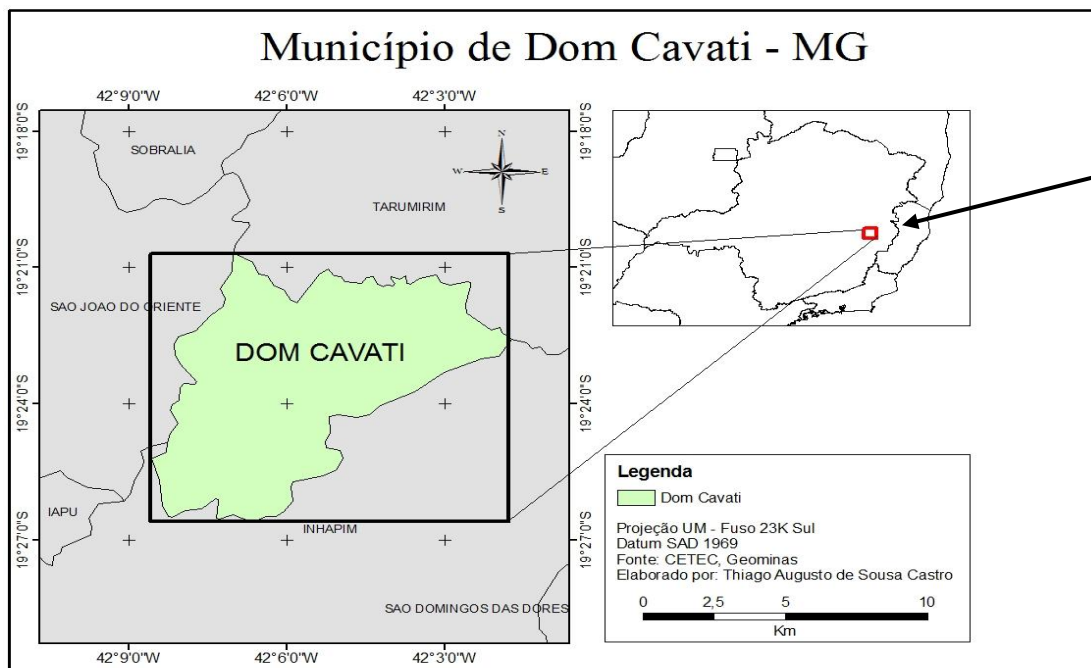 Município de Dom Cavati - MG
42°9'0"W 42°6'0"W 42°3'0"W
19°18'0"S
19°18'0"S
SOBRALIA
N
W E
S
TARUMIRIM
19°21'0"S
19°21'0"S
SAO JOAO DO ORIENTE
DOM CAVATI
19°24'0"S
19°24'0"S
IAPU
INHAPIM
19°27'0"S
19°27'0"S
SAO DOMINGOS DAS DORES
42°9'0"W 42°6'0"W 42°3'0"W
Legenda
Dom Cavati
Projeção UM - Fuso 23K Sul
Datum SAD 1969
Fonte: CETEC, Geominas
Elaborado por: Thiago Augusto de Sousa Castro
0 2,5 5 10
Km